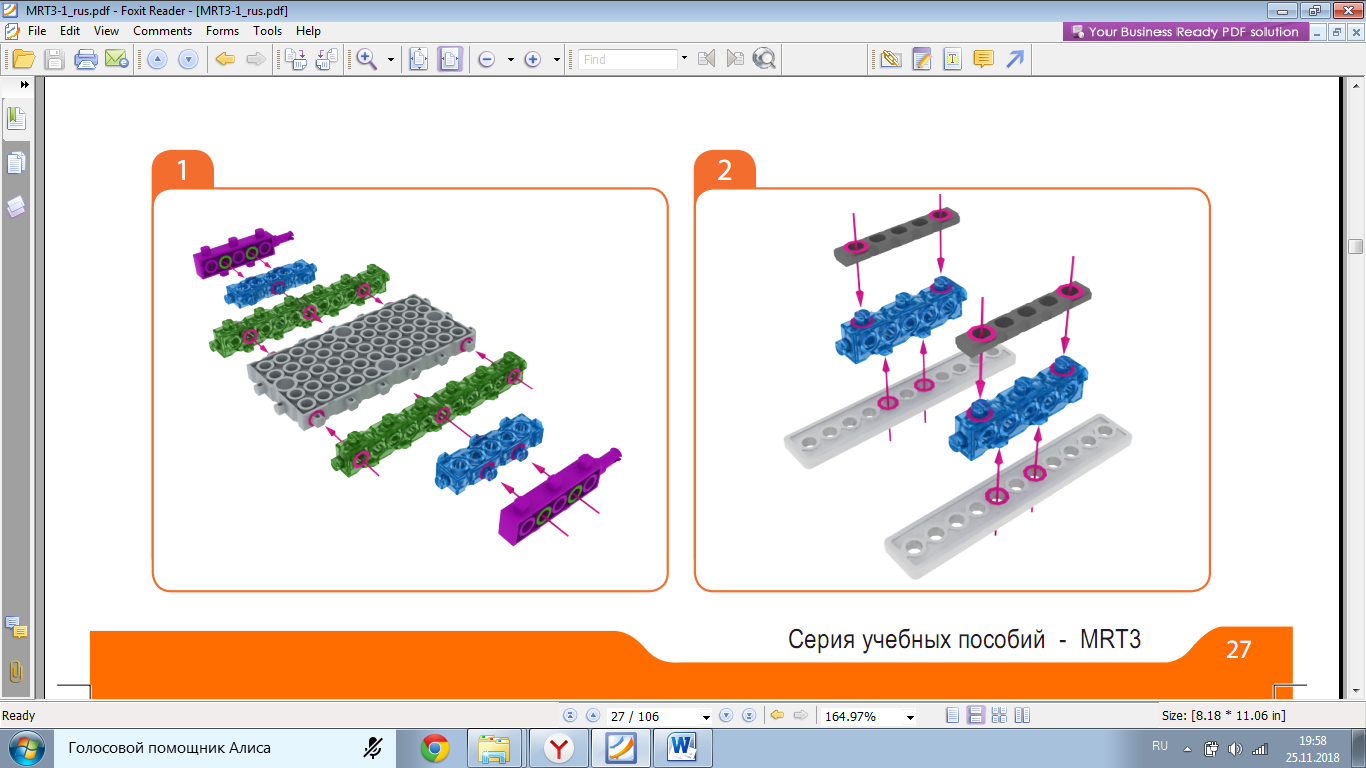 MRT3-1_rus.pdf - Foxit Reader - [MRT3-1_rus.pdf]
File Edit View Comments Forms Tools Help
Your Business Ready PDF solution
Find
1
2
Серия учебных пособий - MRT3
27
Ready
27 / 106
164.97%
Size: [8.18 * 11.06 in]
Голосовой помощник Алиса
RU
19:58
25.11.2018